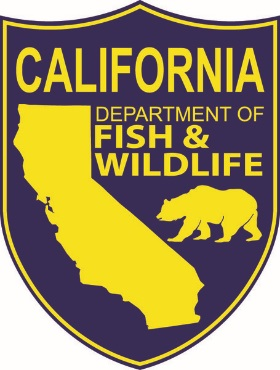 CALIFORNIA
DEPARTMENT OF
FISH &
WILDLIFE